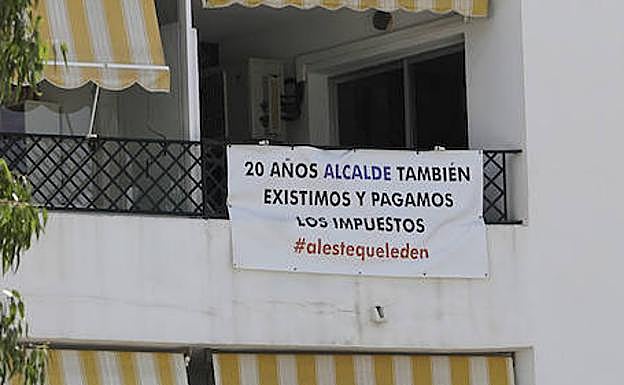 20 AÑOS ALCALDE TAMBIÉN
EXISTIMOS Y PAGAMOS
LOS IMPUESTOS
#alestequeleden